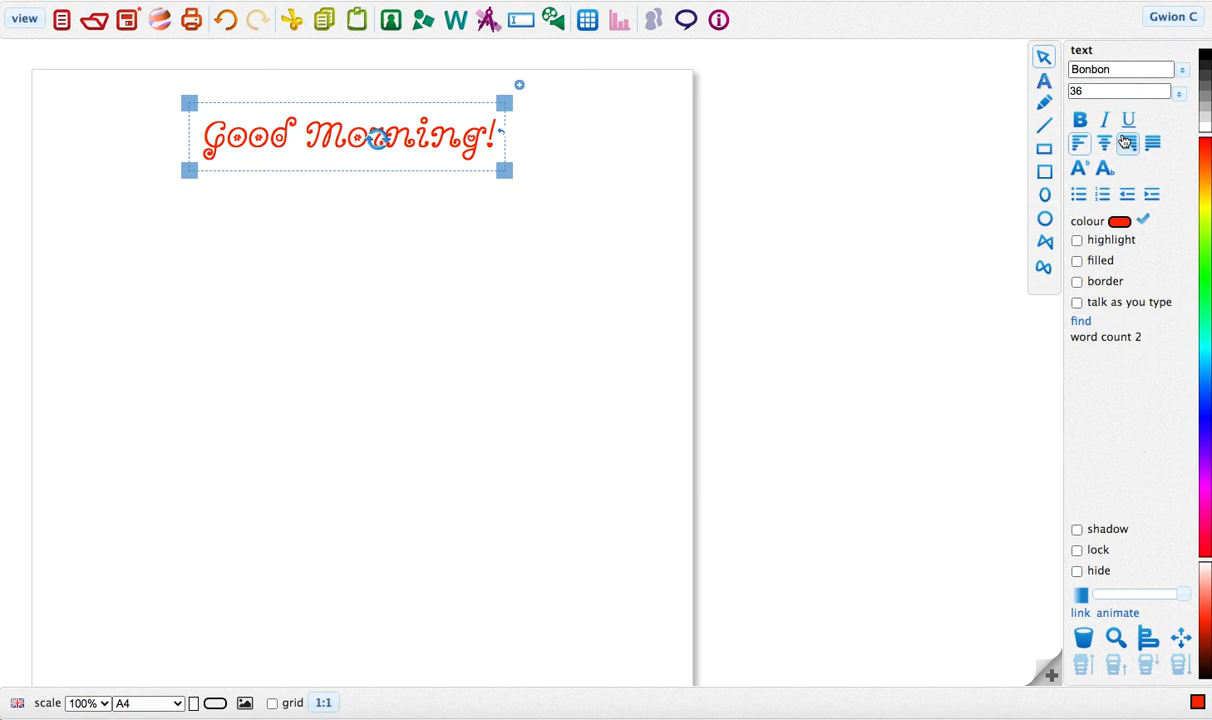 view
Gwion C
Good Morning!
text
Bonbon
36
B I U
colour
highlight
filled
border
talk as you type
find
word count 2
shadow
lock
hide
link animate
scale 100% A4 grid 1:1